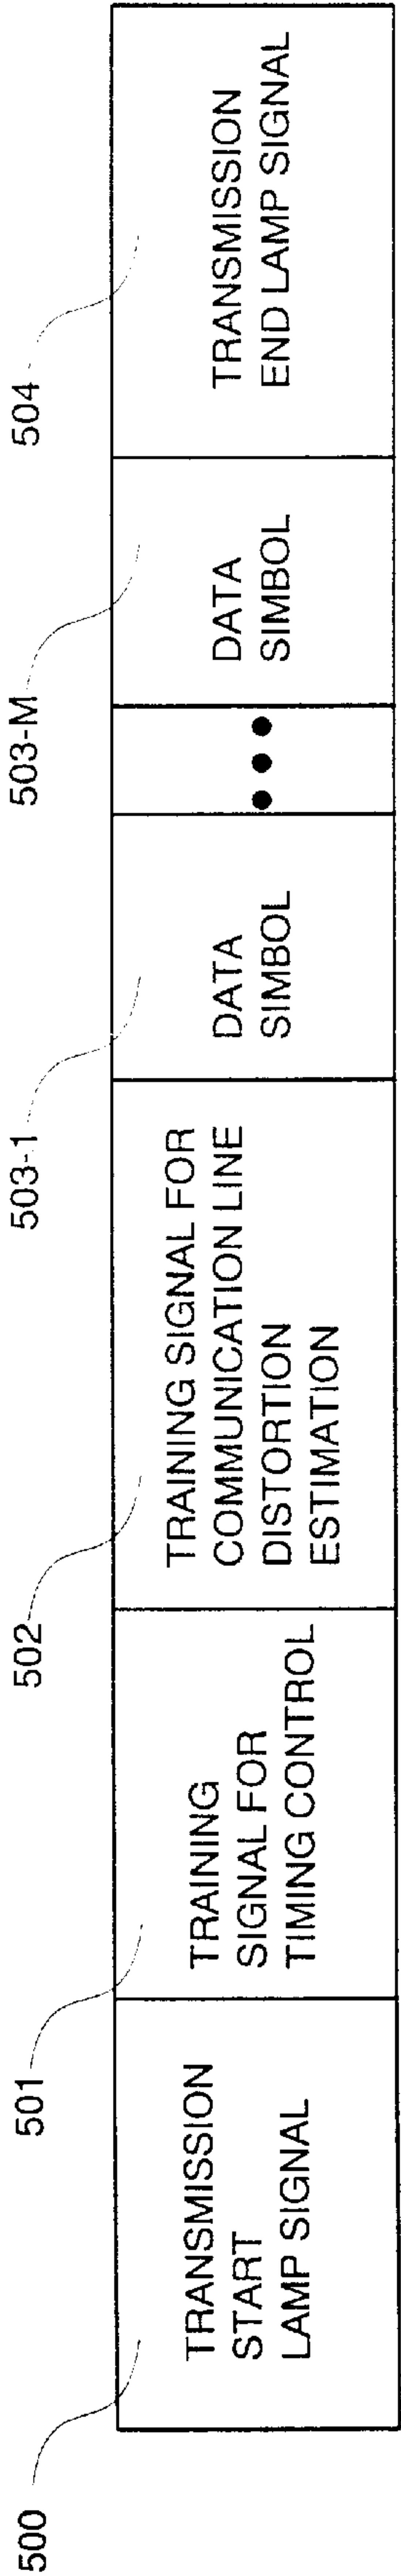 500
TRANSMISSION
START
LAMP SIGNAL
501
TRAINING
SIGNAL FOR
TIMING CONTROL
502
TRAINING SIGNAL FOR
COMMUNICATION LINE
DISTORTION
ESTIMATION
503-1
DATA
SIMBOL
503-M
DATA
SIMBOL
504
TRANSMISSION
END LAMP SIGNAL